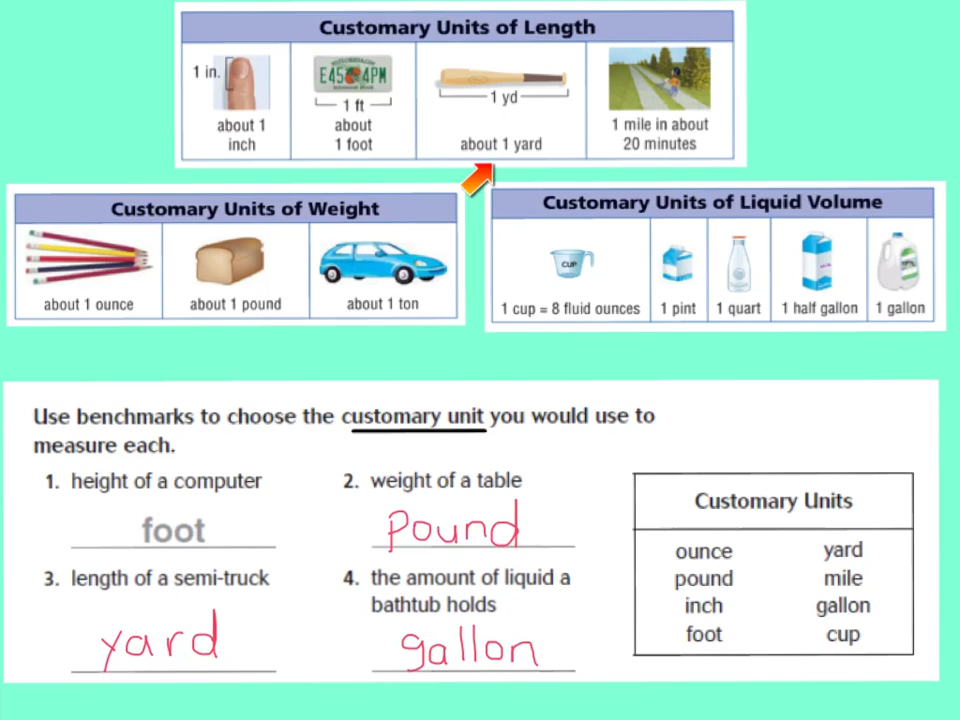 Customary Units of Length
1 in.
about 1
inch
E45 4PM
1 ft
about
1 foot
1 yd
about 1 yard
1 mile in about
20 minutes
Customary Units of Weight
about 1 ounce
about 1 pound
about 1 ton
Customary Units of Liquid Volume
CUP
1 cup = 8 fluid ounces
1 pint
1 quart
1 half gallon
1 gallon
Use benchmarks to choose the customary unit you would use to
measure each.
1. height of a computer
foot
2. weight of a table
Pound
3. length of a semi-truck
yard
4. the amount of liquid a
bathtub holds
gallon
Customary Units
ounce yard
pound mile
inch gallon
foot cup